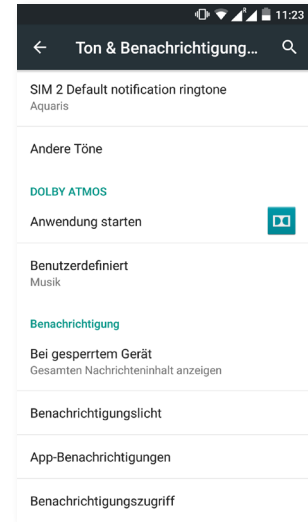 11:23
Ton & Benachrichtigung...
SIM 2 Default notification ringtone
Aquaris
Andere Töne
DOLBY ATMOS
Anwendung starten
Benutzerdefiniert
Musik
Benachrichtigung
Bei gesperrtem Gerät
Gesamten Nachrichteninhalt anzeigen
Benachrichtigungslicht
App-Benachrichtigungen
Benachrichtigungszugriff